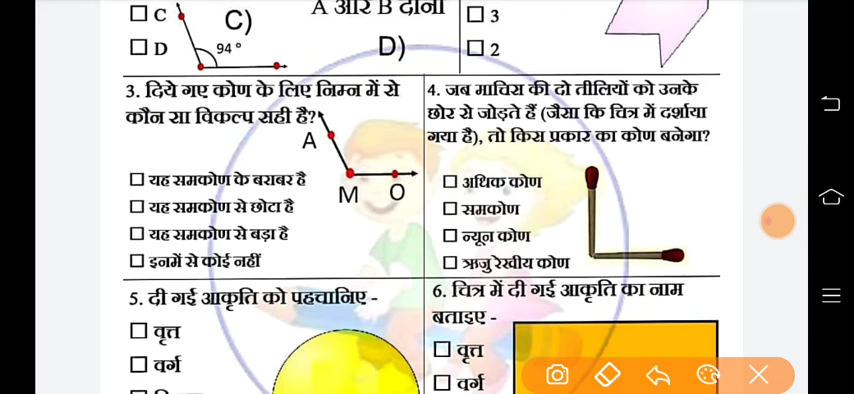 ☐ C
C)
☐ D
94°
A और B दोनों
D)
☐ 3
☐ 2
3. दिये गए कोण के लिए निम्न में से
कौन सा विकल्प सही है?
A
M
O
☐ यह समकोण के बराबर है
☐ यह समकोण से छोटा है
☐ यह समकोण से बड़ा है
☐ इनमें से कोई नहीं
4. जब माचिस की दो तीलियों को उनके
छोर से जोड़ते हैं (जैसा कि चित्र में दर्शाया
गया है), तो किस प्रकार का कोण बनेगा?
☐ अधिक कोण
☐ समकोण
☐ न्यून कोण
☐ ऋजु रेखीय कोण
5. दी गई आकृति को पहचानिए -
☐ वृत्त
☐ वर्ग
6. चित्र में दी गई आकृति का नाम
बताइए -
☐ वृत्त
☐ वर्ग